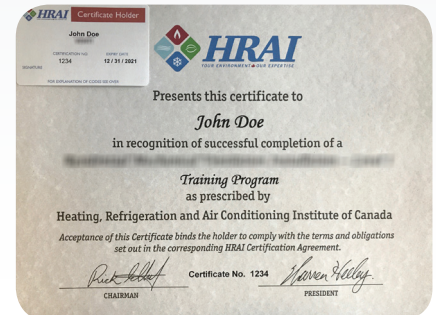 HRAI Certificate Holder
John Doe
CERTIFICATION NO. EXPIRY DATE
1234 12 / 31 / 2021
SIGNATURE
FOR EXPLANATION OF CODES SEE OVER
HRAI
YOUR ENVIRONMENT OUR EXPERTISE
Presents this certificate to
John Doe
in recognition of successful completion of a
Training Program
as prescribed by
Heating, Refrigeration and Air Conditioning Institute of Canada
Acceptance of this Certificate binds the holder to comply with the terms and obligations
set out in the corresponding HRAI Certification Agreement.
Certificate No. 1234
Warren Heeley
CHAIRMAN PRESIDENT